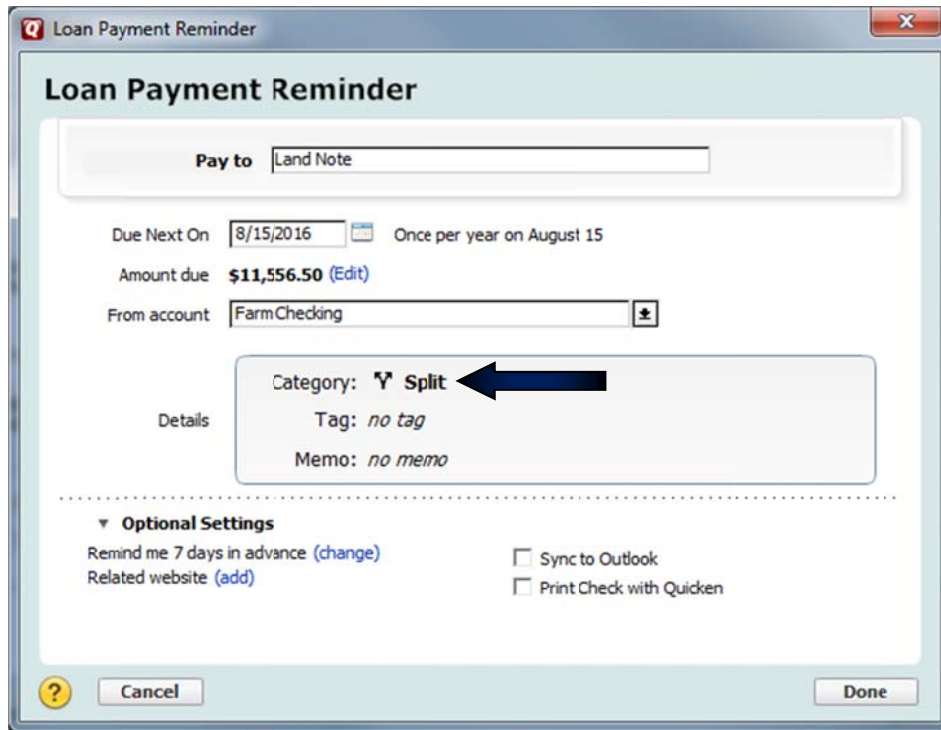 Loan Payment Reminder
Loan Payment Reminder
Pay to Land Note
Due Next On 8/15/2016 Once per year on August 15
Amount due $11,556.50 (Edit)
From account FarmChecking
Category: Split
Details Tag: no tag
Memo: no memo
Optional Settings
Remind me 7 days in advance (change) Sync to Outlook
Related website (add) Print Check with Quicken
? Cancel Done